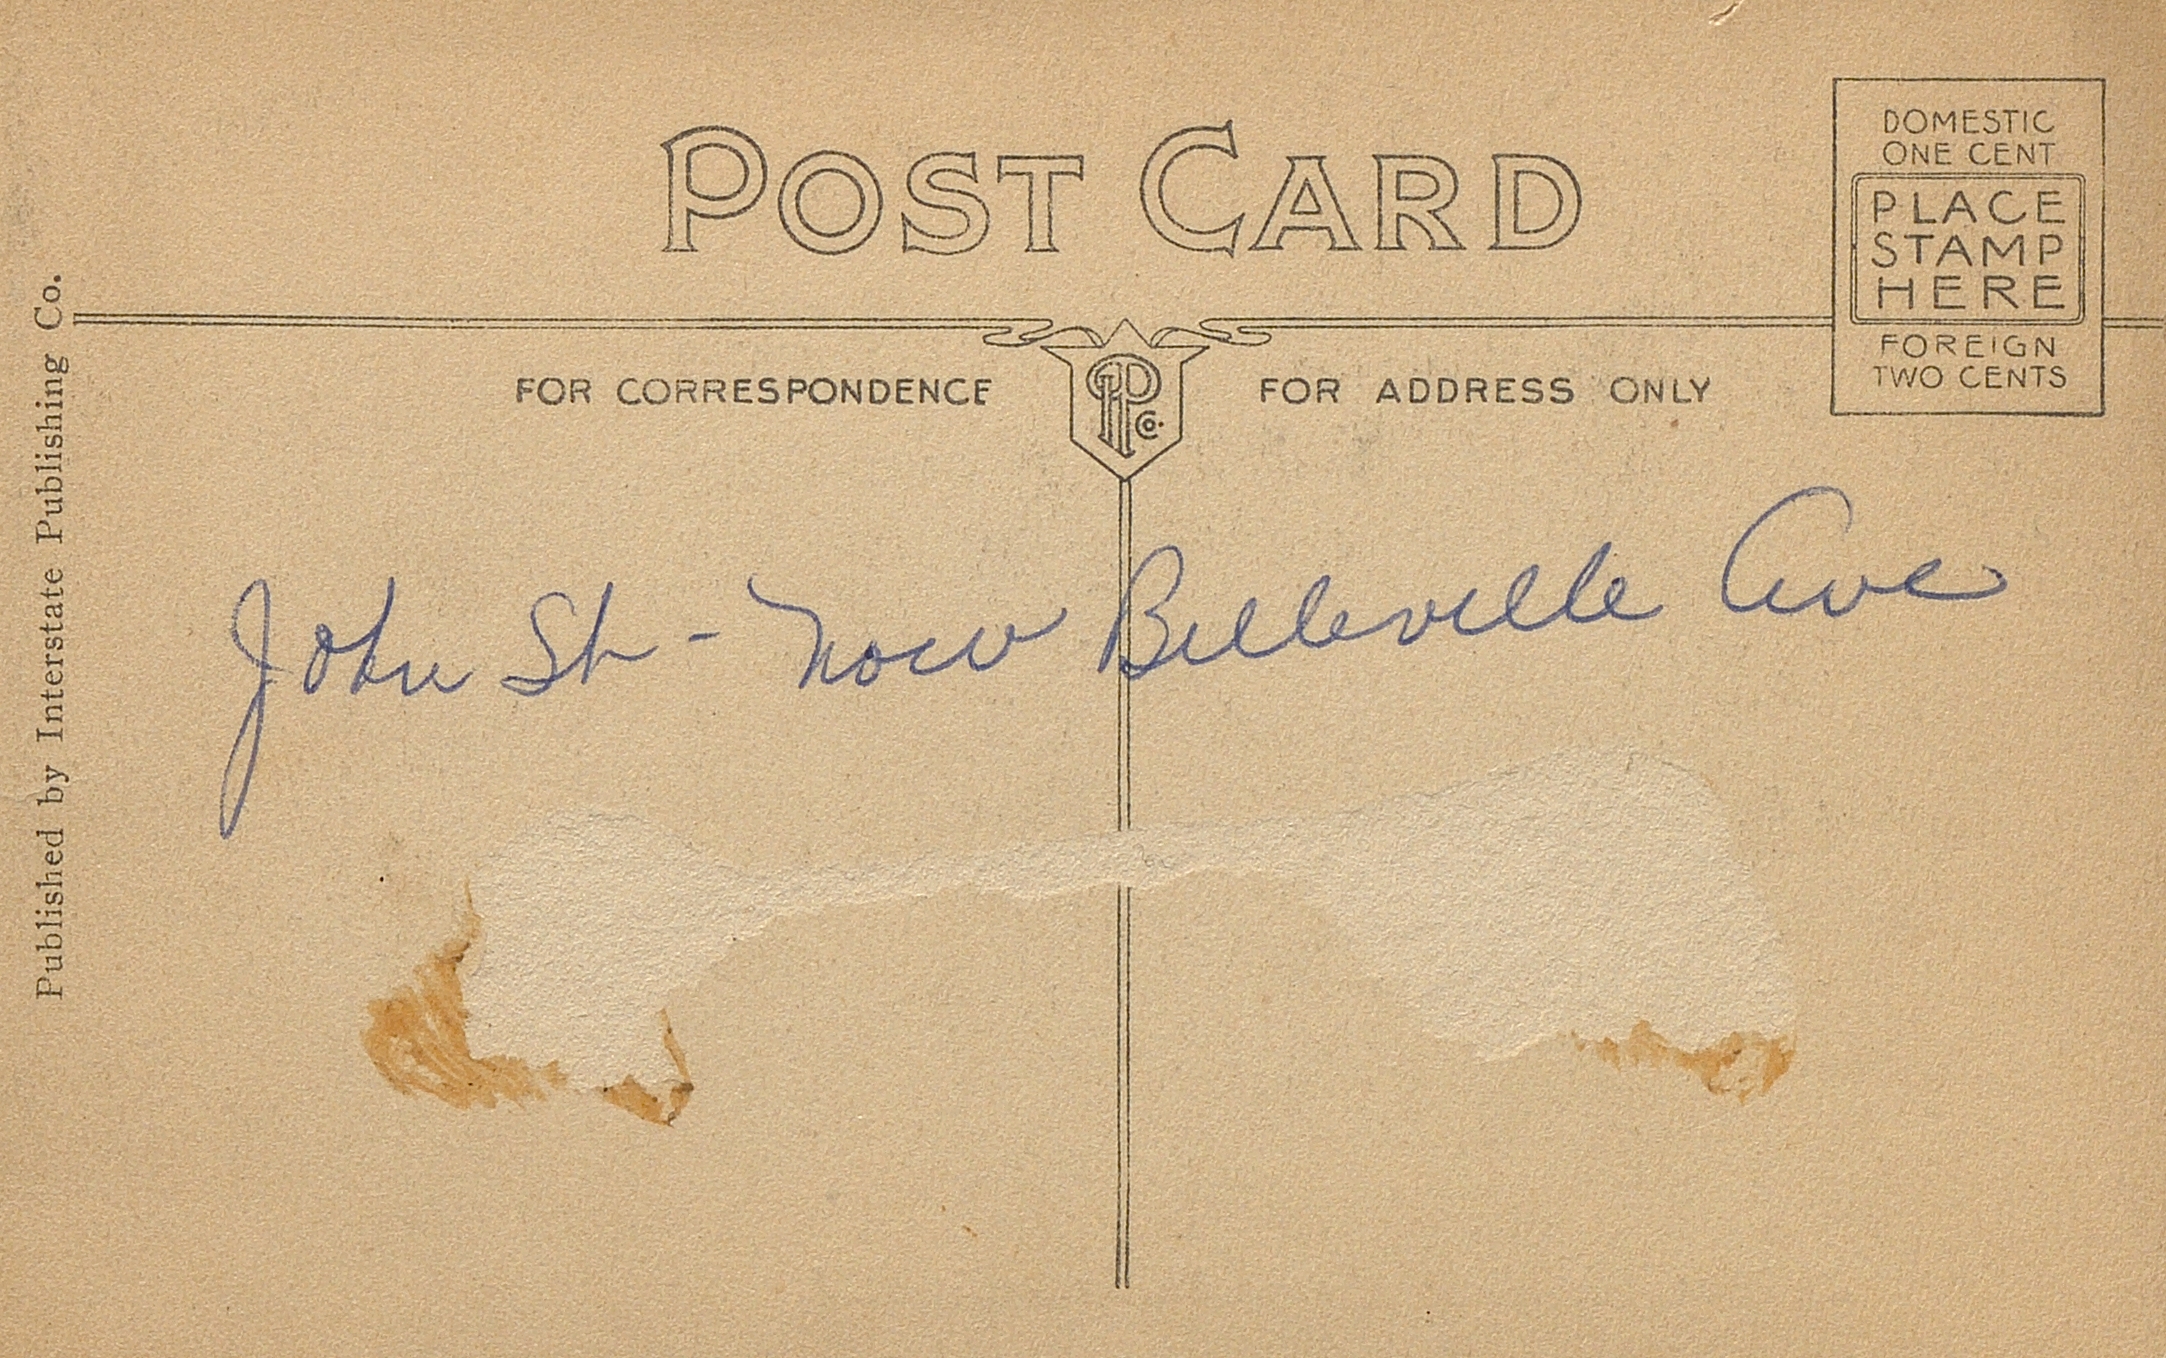 POST CARD
DOMESTIC
ONE CENT
PLACE
STAMP
HERE
FOREIGN
TWO CENTS
FOR CORRESPONDENCE
FOR ADDRESS ONLY
Co.
John St - Now Belleville Ave
Published by Interstate Publishing Co.